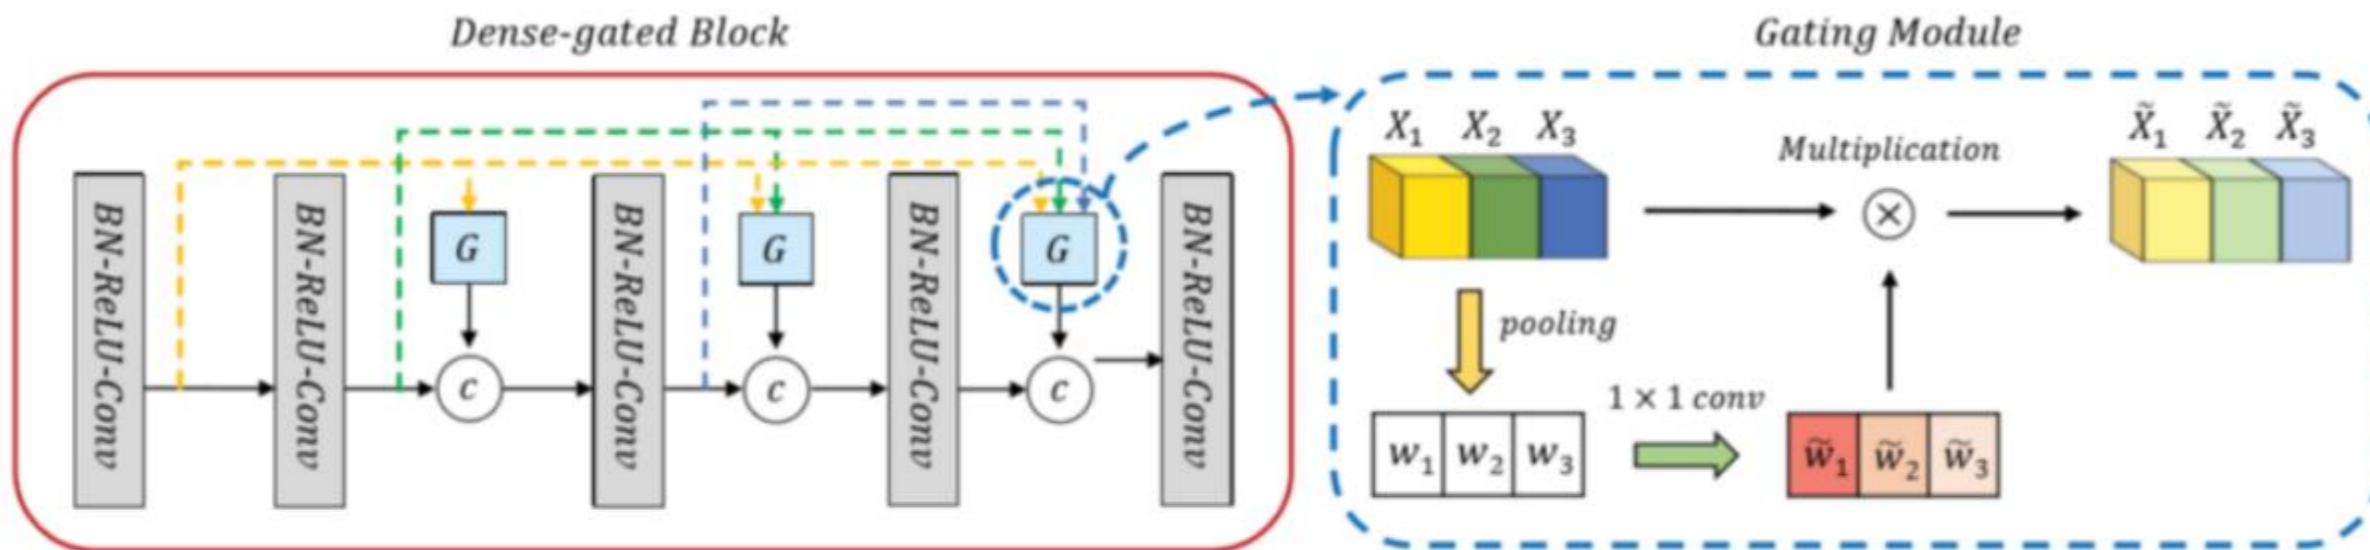 Dense-gated Block
BN-ReLU-Conv
BN-ReLU-Conv
G
C
BN-ReLU-Conv
G
C
BN-ReLU-Conv
G
C
BN-ReLU-Conv
Gating Module
X₁ X₂ X₃
Multiplication
⊗
X̃₁ X̃₂ X̃₃
pooling
1 × 1 conv
w₁ w₂ w₃
w̃₁ w̃₂ w̃₃